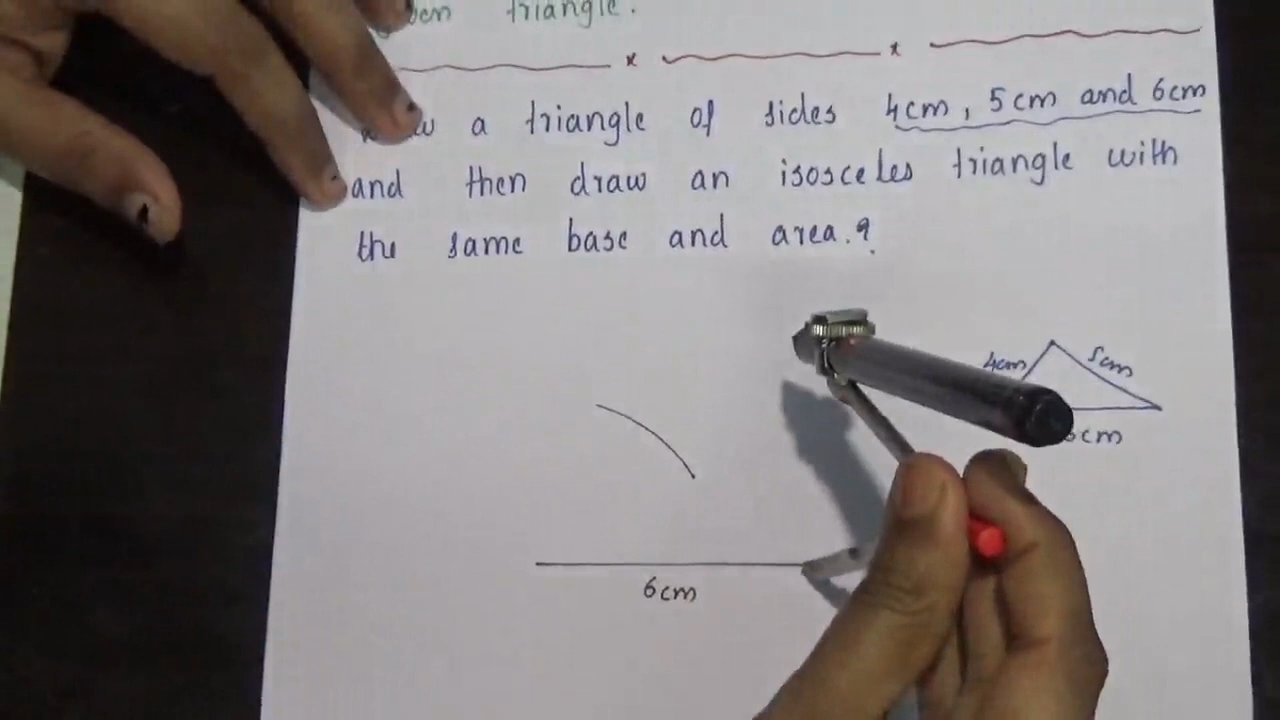 triangle.
a triangle of sides 4cm, 5cm and 6cm
and then draw an isosceles triangle with
the same base and area.?
4cm 5cm
cm
6cm